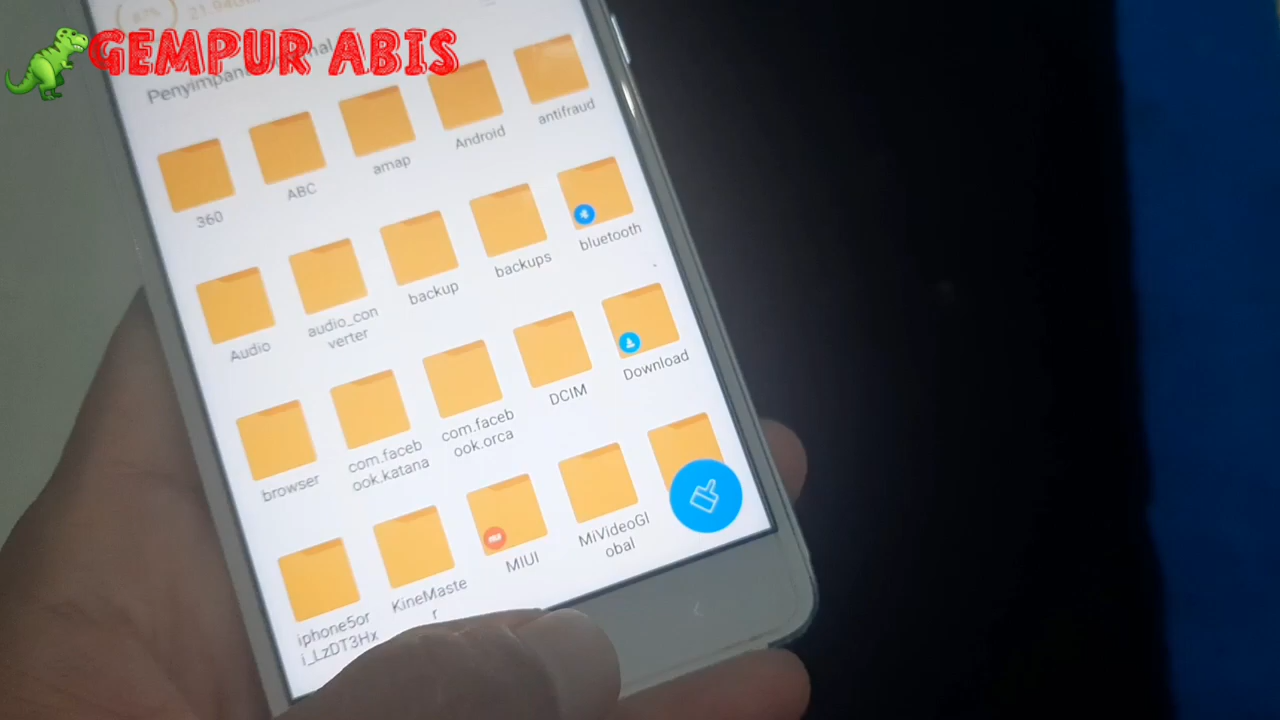 GEMPUR ABIS
87%
360
ABC
amap
Android
antifraud
Audio
audio_con
verter
backup
backups
bluetooth
browser
com.faceb
ook.katana
com.faceb
ook.orca
DCIM
Download
iphone5or
i_LzDT3Hx
KineMaste
r
MIUI
MiVideoGl
obal